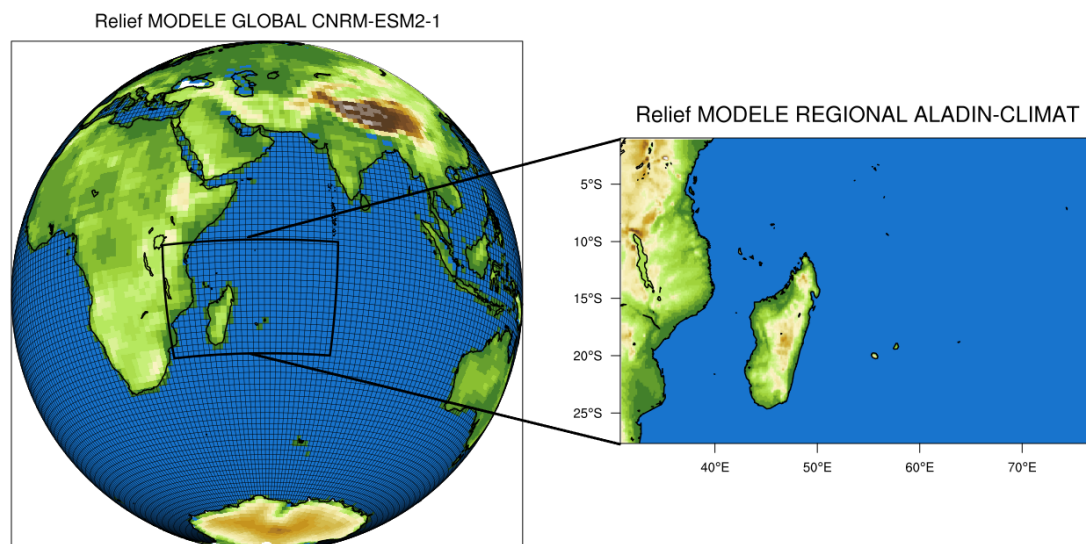 Relief MODELE GLOBAL CNRM-ESM2-1
Relief MODELE REGIONAL ALADIN-CLIMAT
5°S
10°S
15°S
20°S
25°S
40°E
50°E
60°E
70°E